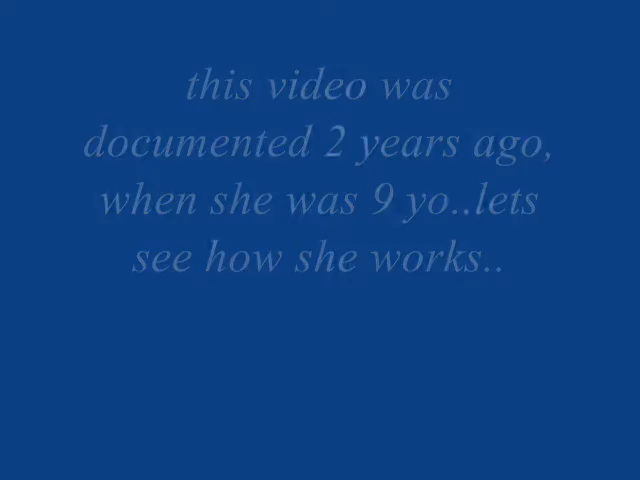 this video was
documented 2 years ago,
when she was 9 yo..lets
see how she works..